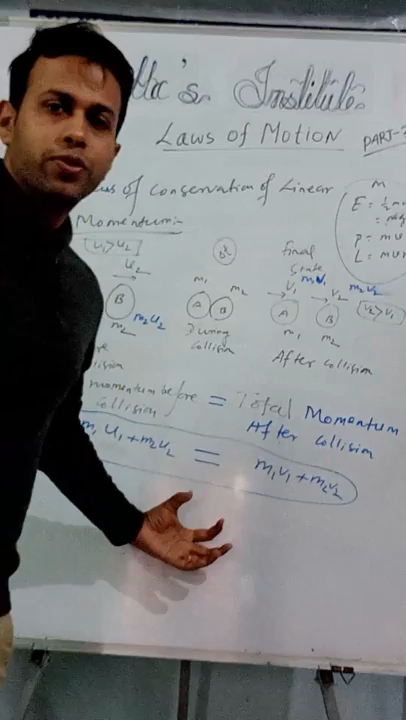 Institute
Laws of Motion PART-
of Conservation of Linear
Momentum:-
[u₁>u₂]
M
P = mv
u₂
B
m₂u₂
m₂
m₁ m₂
A B
During
Collision
final
State
V₁ m₁v₁
V₂ m₂v₂
A B
[v₂>v₁]
m₁ m₂
After Collision
momentum before = Total Momentum
Collision After Collision
m₁u₁+m₂u₂ = m₁v₁+m₂v₂